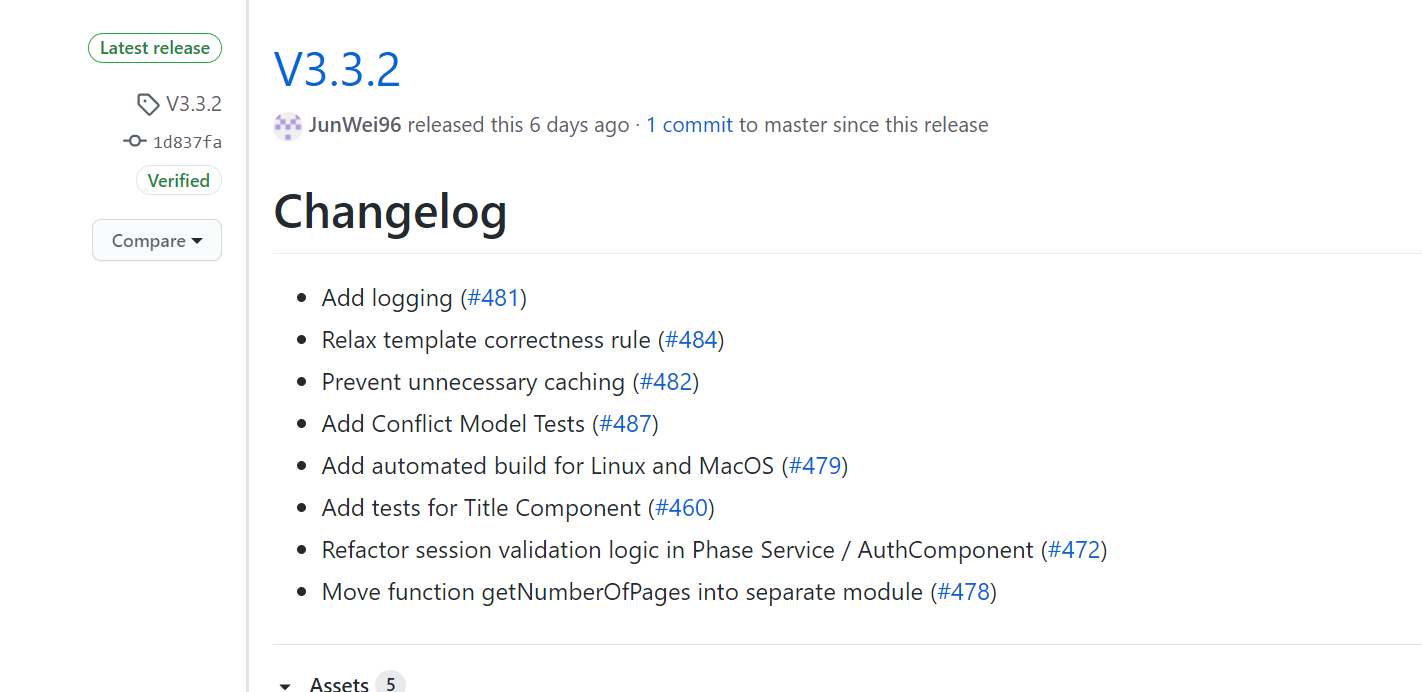 Latest release
V3.3.2
1d837fa
Verified
Compare
V3.3.2
JunWei96 released this 6 days ago · 1 commit to master since this release
Changelog
• Add logging (#481)
• Relax template correctness rule (#484)
• Prevent unnecessary caching (#482)
• Add Conflict Model Tests (#487)
• Add automated build for Linux and MacOS (#479)
• Add tests for Title Component (#460)
• Refactor session validation logic in Phase Service / AuthComponent (#472)
• Move function getNumberOfPages into separate module (#478)
Assets 5